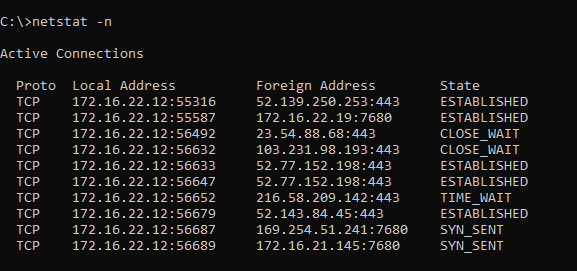 C:\>netstat -n
Active Connections
Proto  Local Address          Foreign Address        State
TCP    172.16.22.12:55316     52.139.250.253:443     ESTABLISHED
TCP    172.16.22.12:55587     172.16.22.19:7680      ESTABLISHED
TCP    172.16.22.12:56492     23.54.88.68:443        CLOSE_WAIT
TCP    172.16.22.12:56632     103.231.98.193:443     CLOSE_WAIT
TCP    172.16.22.12:56633     52.77.152.198:443      ESTABLISHED
TCP    172.16.22.12:56647     52.77.152.198:443      ESTABLISHED
TCP    172.16.22.12:56652     216.58.209.142:443     TIME_WAIT
TCP    172.16.22.12:56679     52.143.84.45:443       ESTABLISHED
TCP    172.16.22.12:56687     169.254.51.241:7680    SYN_SENT
TCP    172.16.22.12:56689     172.16.21.145:7680     SYN_SENT